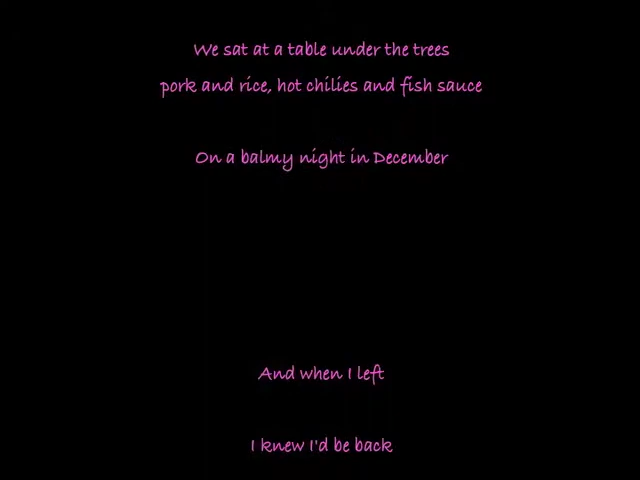 We sat at a table under the trees
pork and rice, hot chilies and fish sauce
On a balmy night in December
And when I left
I knew I'd be back